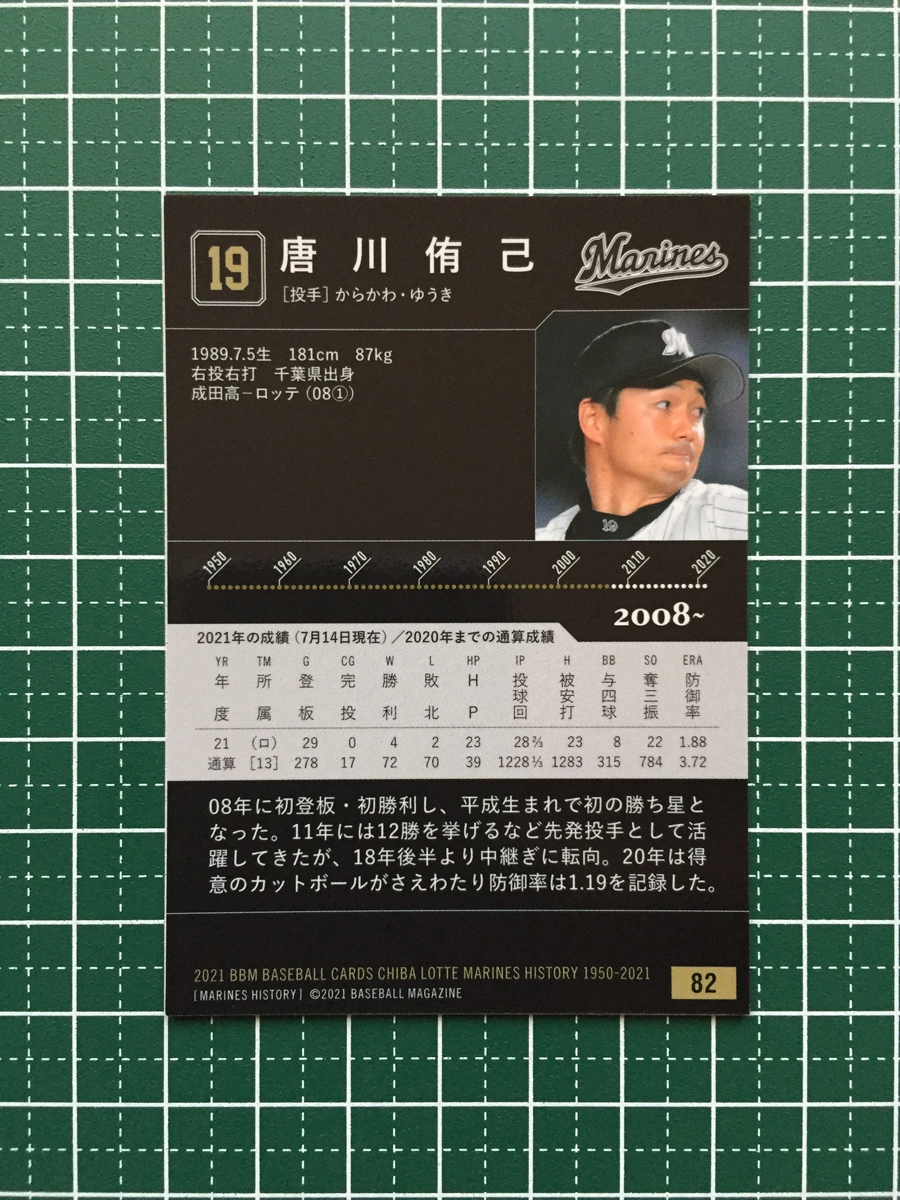 19
唐川侑己
Marines
[投手] からかわ・ゆうき
1989.7.5生 181cm 87kg
右投右打 千葉県出身
成田高−ロッテ (08①)
19
1950 1960 1970 1980 1990 2000 2010 2020
2008~
2021年の成績 (7月14日現在) ／2020年までの通算成績
YR TM G CG W L HP IP H BB SO ERA
年度 所属 登板 完投 勝利 敗北 HP 投球回 被安打 与四球 奪三振 防御率
21 (ロ) 29 0 4 2 23 28⅔ 23 8 22 1.88
通算 [13] 278 17 72 70 39 1228⅓ 1283 315 784 3.72
08年に初登板・初勝利し、平成生まれで初の勝ち星と
なった。11年には12勝を挙げるなど先発投手として活
躍してきたが、18年後半より中継ぎに転向。20年は得
意のカットボールがさえわたり防御率は1.19を記録した。
2021 BBM BASEBALL CARDS CHIBA LOTTE MARINES HISTORY 1950-2021
[MARINES HISTORY] ©2021 BASEBALL MAGAZINE
82